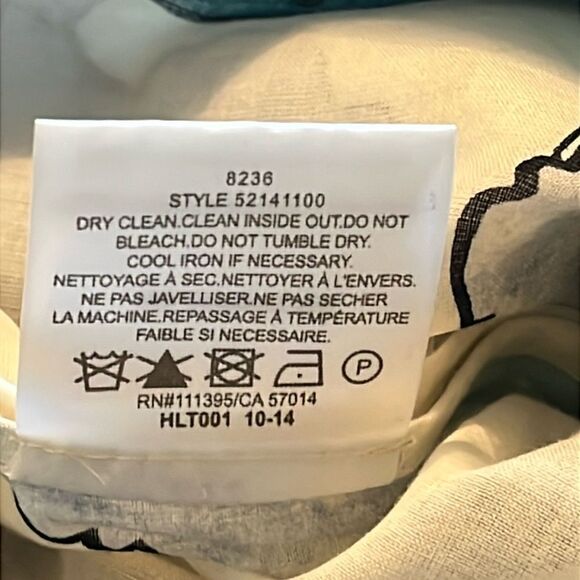 8236
STYLE 52141100
DRY CLEAN.CLEAN INSIDE OUT.DO NOT
BLEACH.DO NOT TUMBLE DRY.
COOL IRON IF NECESSARY.
NETTOYAGE À SEC.NETTOYER À L'ENVERS.
NE PAS JAVELLISER.NE PAS SECHER
LA MACHINE.REPASSAGE À TEMPÉRATURE
FAIBLE SI NECESSAIRE.
P
RN#111395/CA 57014
HLT001 10-14